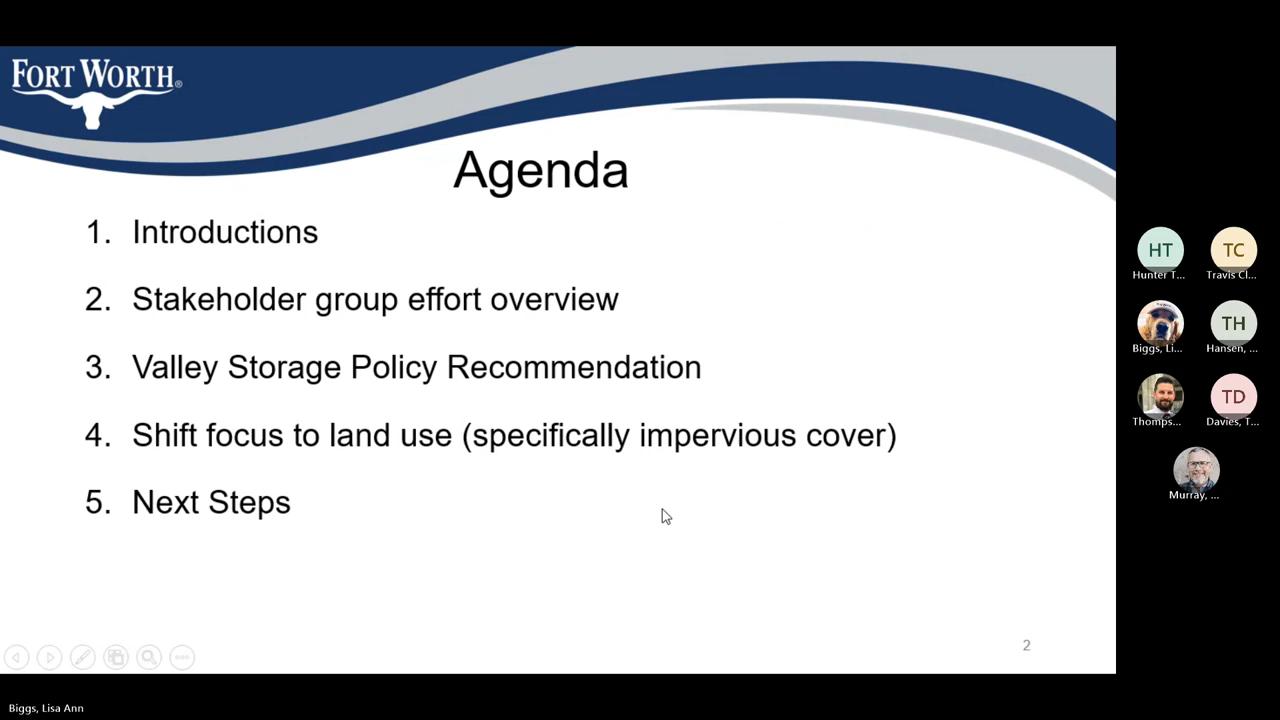 FORT WORTH®
Agenda
1. Introductions
2. Stakeholder group effort overview
3. Valley Storage Policy Recommendation
4. Shift focus to land use (specifically impervious cover)
5. Next Steps
2
HT
Hunter T...
TC
Travis Cl...
Biggs, Li...
TH
Hansen, ...
Thomps...
TD
Davies, T...
Murray, ...
Biggs, Lisa Ann